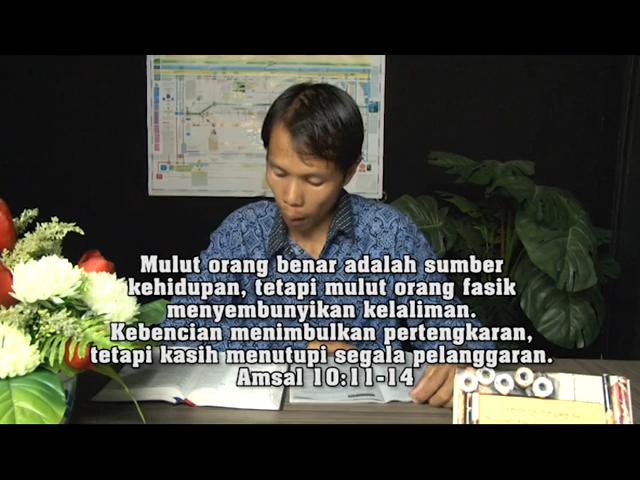 Mulut orang benar adalah sumber
kehidupan, tetapi mulut orang fasik
menyembunyikan kelaliman.
Kebencian menimbulkan pertengkaran,
tetapi kasih menutupi segala pelanggaran.
Amsal 10:11-14